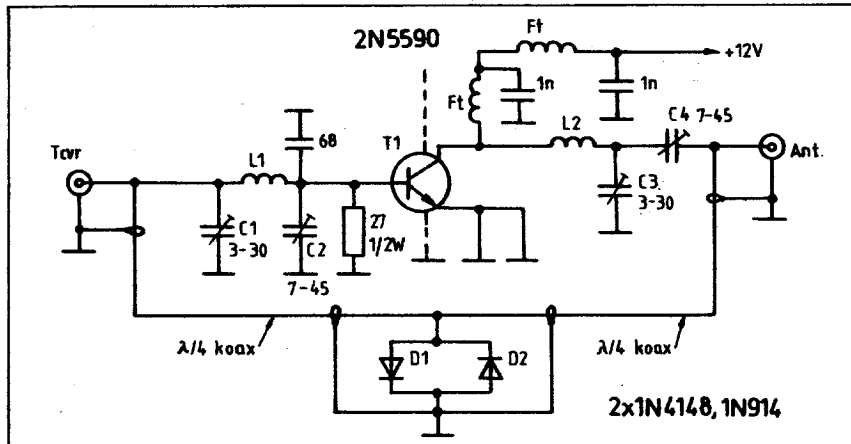 2N5590
Ft
+12V
Ft
1n
1n
68
T1
L2
C4 7-45
Tcvr
L1
Ant.
C1
3-30
C2
7-45
27
1/2W
C3
3-30
λ/4 koax
D1
D2
λ/4 koax
2x1N4148,1N914